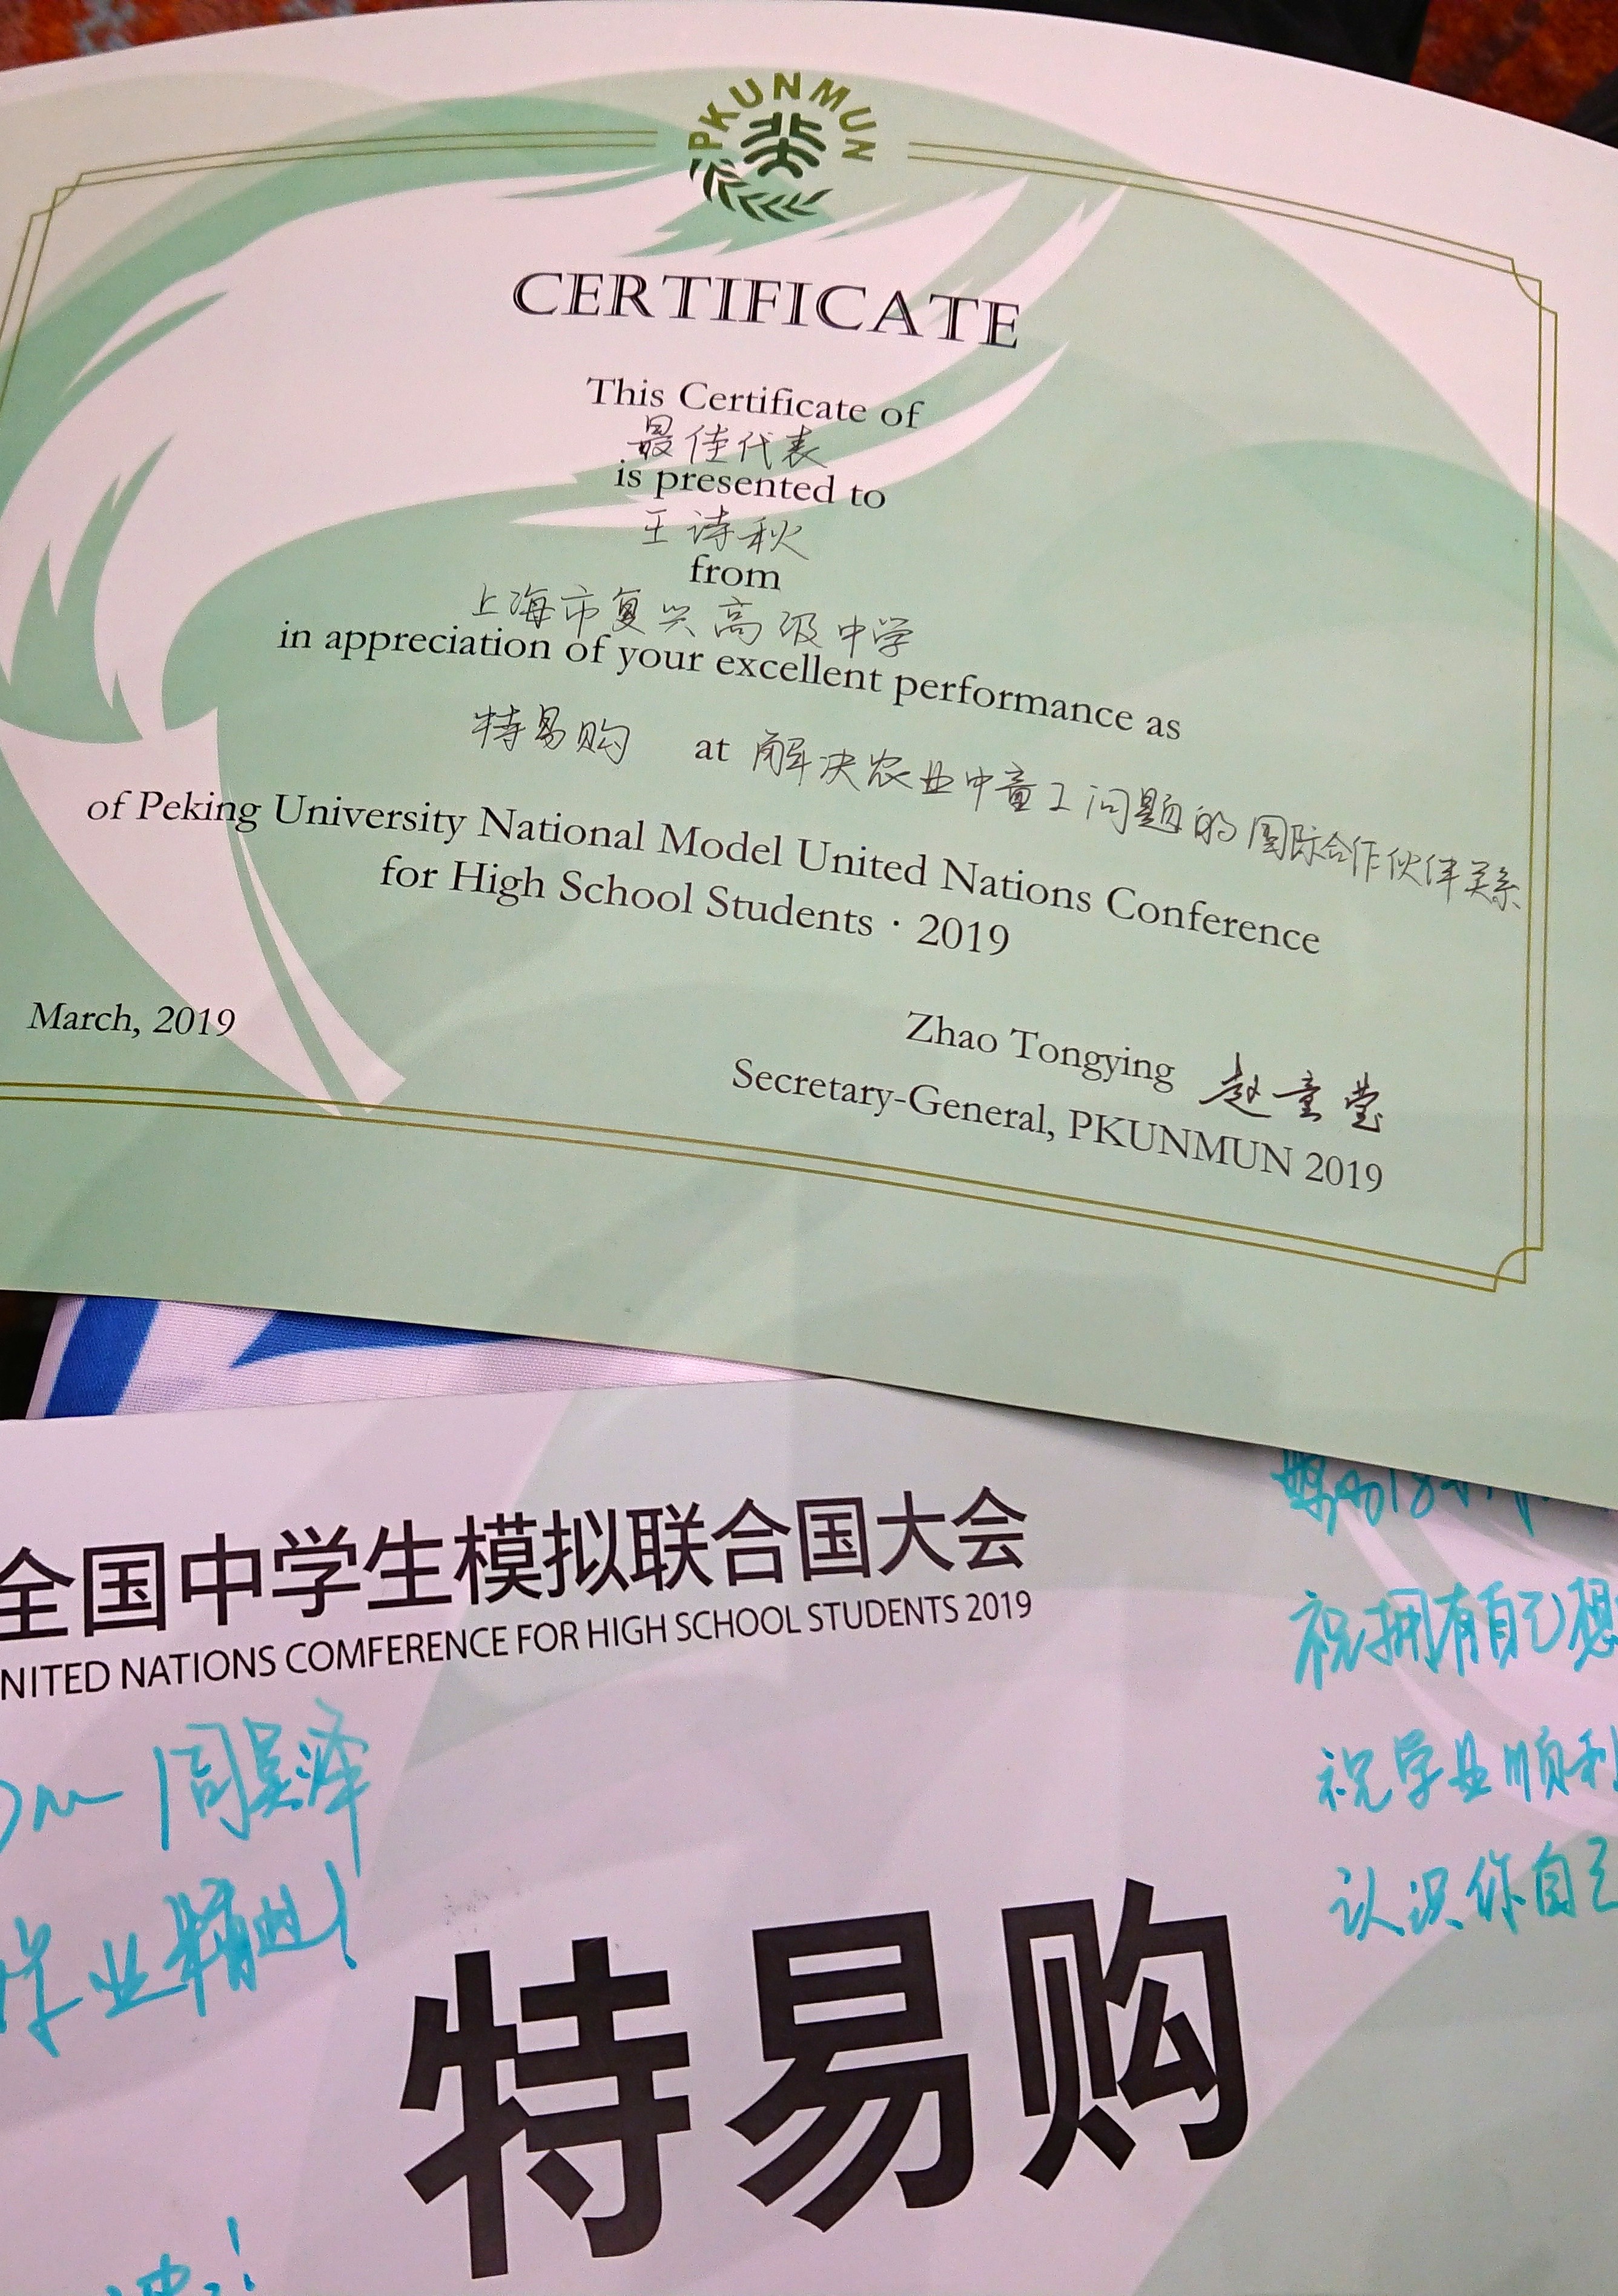 PKUNMUN
CERTIFICATE
This Certificate of
最佳代表
is presented to
王诗秋
from
上海市复兴高级中学
in appreciation of your excellent performance as
特易购 at 解决农业中童工问题的国际合作伙伴关系
of Peking University National Model United Nations Conference
for High School Students · 2019
March, 2019
Zhao Tongying 赵童莹
Secretary-General, PKUNMUN 2019
全国中学生模拟联合国大会
NITED NATIONS COMFERENCE FOR HIGH SCHOOL STUDENTS 2019
祝拥有自己想
祝学业顺利
认识你自己
学业精进!
特易购